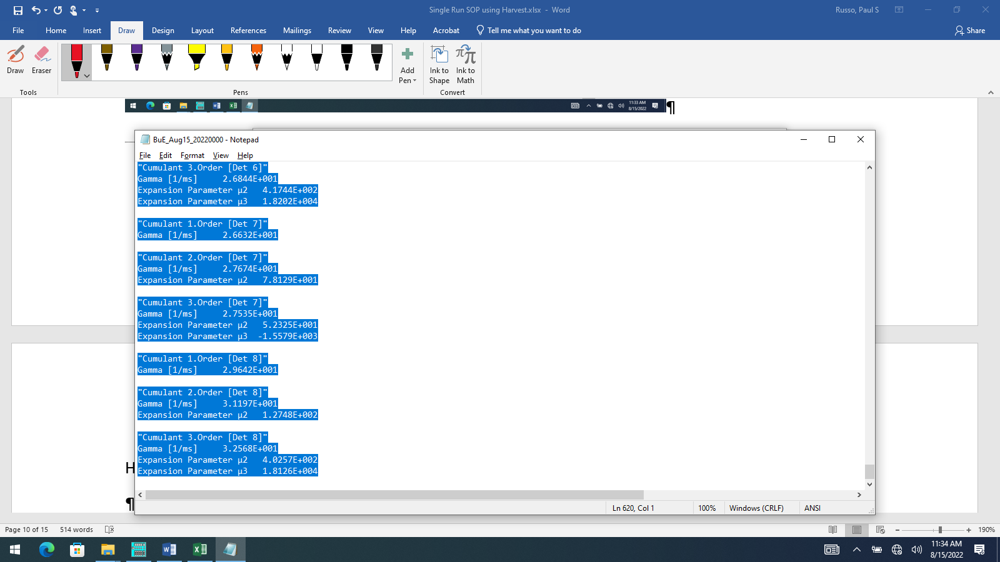 Single Run SOP using Harvest.xlsx - Word
Russo, Paul S
File Home Insert Draw Design Layout References Mailings Review View Help Acrobat Tell me what you want to do Share
Draw Eraser Add Pen Ink to Shape Ink to Math
Tools Pens Convert
11:33 AM
8/15/2022
¶
BuE_Aug15_20220000 - Notepad
File Edit Format View Help
"Cumulant 3.Order [Det 6]"
Gamma [1/ms] 2.6844E+001
Expansion Parameter µ2 4.1744E+002
Expansion Parameter µ3 1.8202E+004
"Cumulant 1.Order [Det 7]"
Gamma [1/ms] 2.6632E+001
"Cumulant 2.Order [Det 7]"
Gamma [1/ms] 2.7674E+001
Expansion Parameter µ2 7.8129E+001
"Cumulant 3.Order [Det 7]"
Gamma [1/ms] 2.7535E+001
Expansion Parameter µ2 5.2325E+001
Expansion Parameter µ3 -1.5579E+003
"Cumulant 1.Order [Det 8]"
Gamma [1/ms] 2.9642E+001
"Cumulant 2.Order [Det 8]"
Gamma [1/ms] 3.1197E+001
Expansion Parameter µ2 1.2748E+002
"Cumulant 3.Order [Det 8]"
Gamma [1/ms] 3.2568E+001
Expansion Parameter µ2 4.0257E+002
Expansion Parameter µ3 1.8126E+004
H
¶
Ln 620, Col 1 100% Windows (CRLF) ANSI
Page 10 of 15 514 words 190%
11:34 AM
8/15/2022